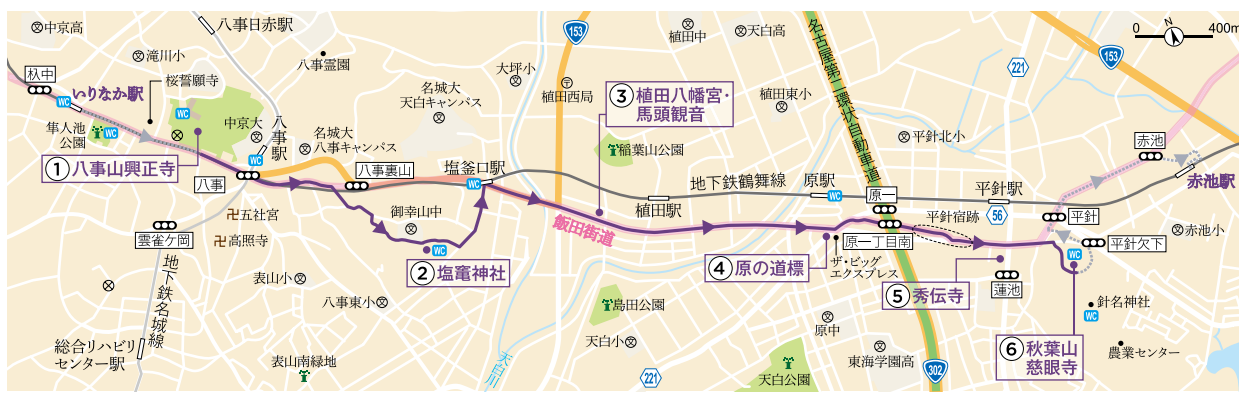 中京高
八事日赤駅
滝川小
八事霊園
桜誓願寺
杁中
WC
いりなか駅
隼人池
公園
WC
WC
中京大
八事駅
WC
①八事山興正寺
八事
名城大
八事キャンパス
名城大
天白キャンパス
八事裏山
塩釜口駅
WC
大坪小
153
植田西局
植田中
天白高
③植田八幡宮・
馬頭観音
植田東小
稲葉山公園
名古屋第二環状自動車道
221
153
0
N
400m
平針北小
地下鉄鶴舞線
植田駅
原駅
WC
原一
平針駅
56
赤池
赤池駅
平針
平針欠下
赤池小
雲雀ケ岡
五社宮
高照寺
御幸山中
WC
②塩竈神社
飯田街道
平針宿跡
原一丁目南
④原の道標
ザ・ビッグ
エクスプレス
⑤秀伝寺
蓮池
WC
針名神社
WC
⑥秋葉山
慈眼寺
農業センター
地下鉄名城線
表山小
八事東小
総合リハビリ
センター駅
表山南緑地
天白川
島田公園
天白小
221
天白公園
原中
東海学園高
302